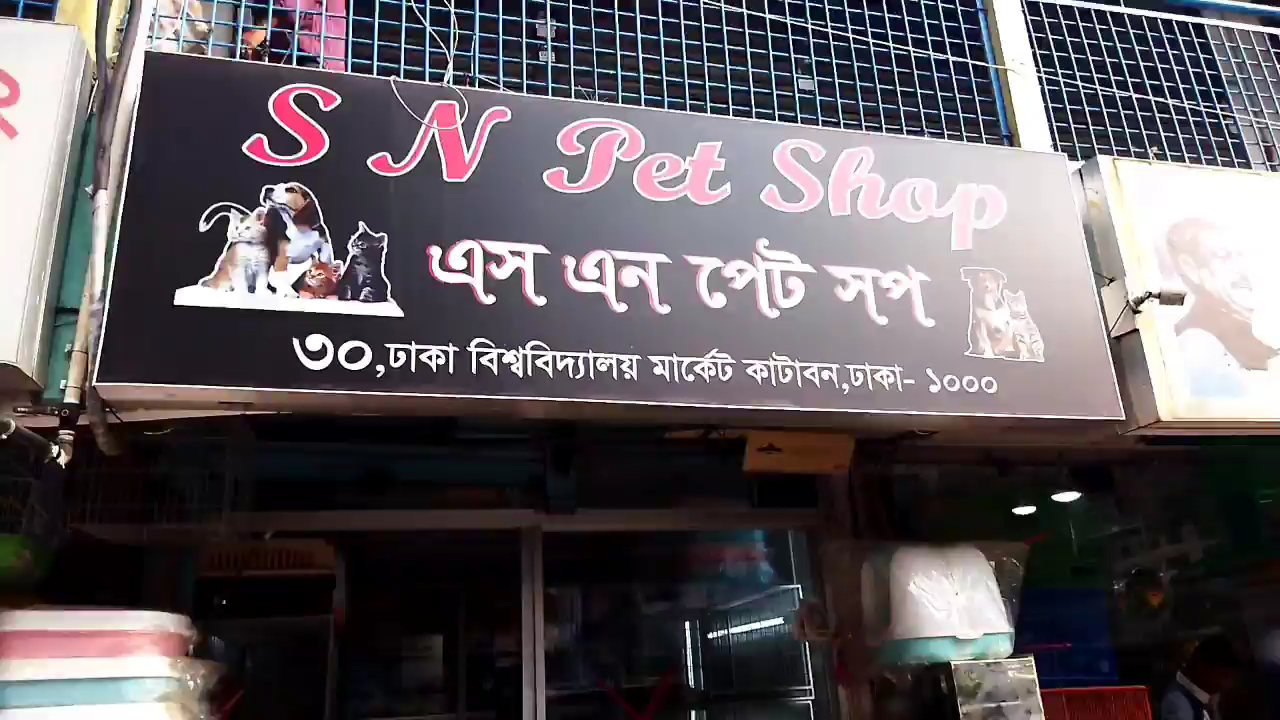 S N Pet Shop
এস এন পেট সপ
৩০,ঢাকা বিশ্ববিদ্যালয় মার্কেট কাটাবন,ঢাকা- ১০০০